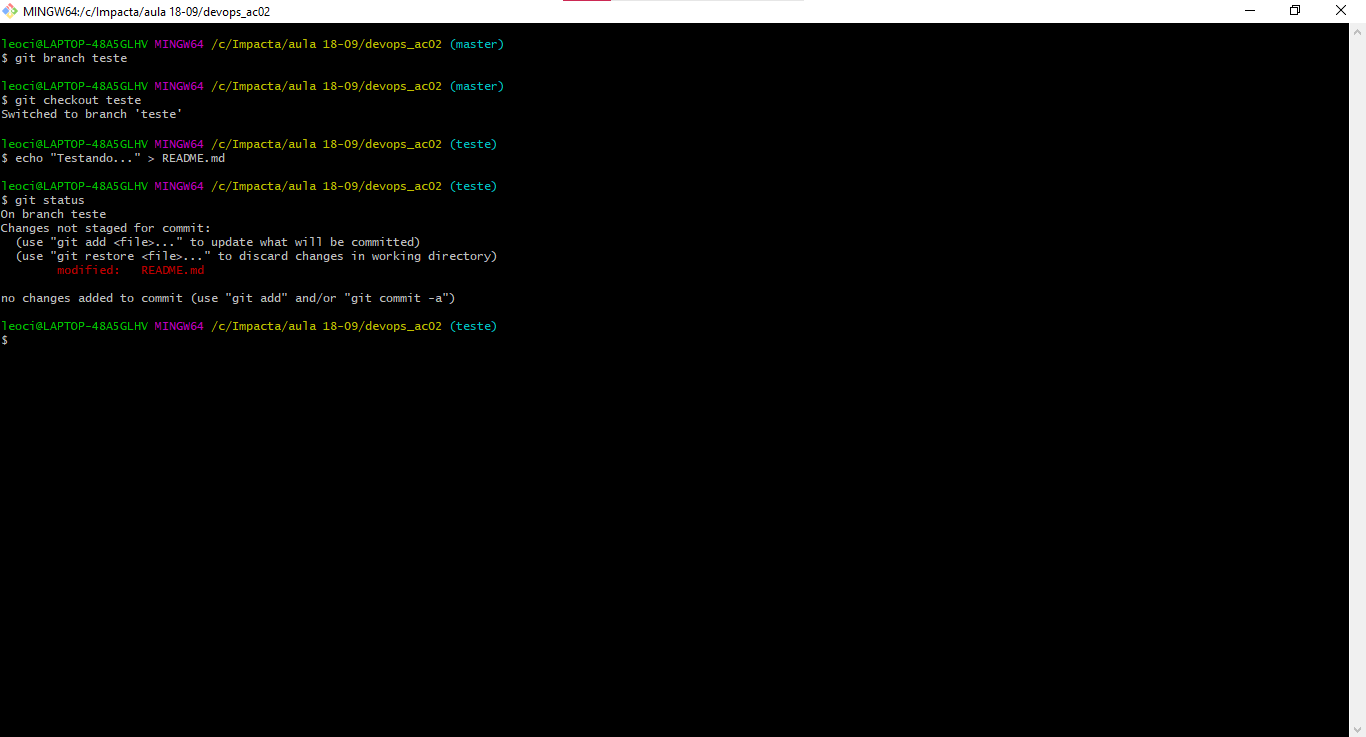 MINGW64:/c/Impacta/aula 18-09/devops_ac02
leoci@LAPTOP-48A5GLHV MINGW64 /c/Impacta/aula 18-09/devops_ac02 (master)
$ git branch teste
leoci@LAPTOP-48A5GLHV MINGW64 /c/Impacta/aula 18-09/devops_ac02 (master)
$ git checkout teste
Switched to branch 'teste'
leoci@LAPTOP-48A5GLHV MINGW64 /c/Impacta/aula 18-09/devops_ac02 (teste)
$ echo "Testando..." > README.md
leoci@LAPTOP-48A5GLHV MINGW64 /c/Impacta/aula 18-09/devops_ac02 (teste)
$ git status
On branch teste
Changes not staged for commit:
  (use "git add <file>..." to update what will be committed)
  (use "git restore <file>..." to discard changes in working directory)
        modified:   README.md
no changes added to commit (use "git add" and/or "git commit -a")
leoci@LAPTOP-48A5GLHV MINGW64 /c/Impacta/aula 18-09/devops_ac02 (teste)
$